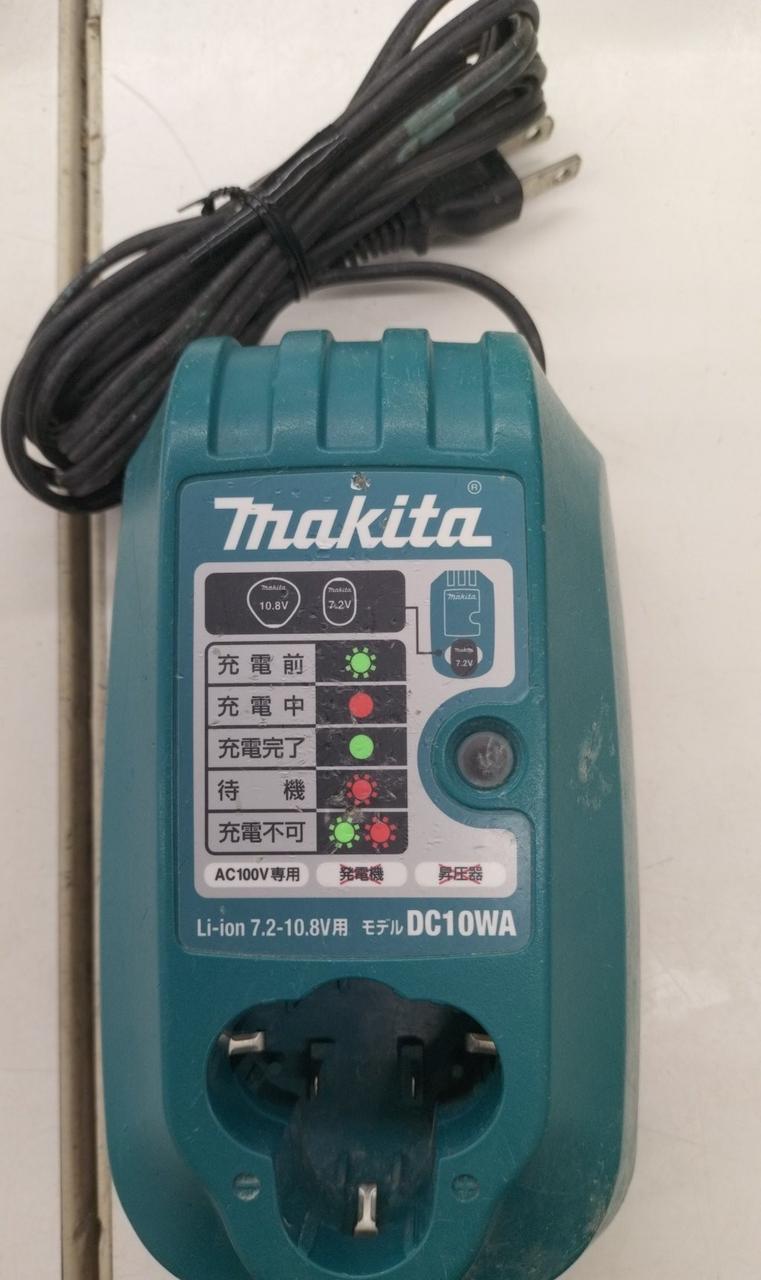 makita®
makita
10.8V
makita
7.2V
makita
makita
7.2V
充電前
充電中
充電完了
待機
充電不可
AC100V専用
発電機
昇圧器
Li-ion 7.2-10.8V用 モデル DC10WA